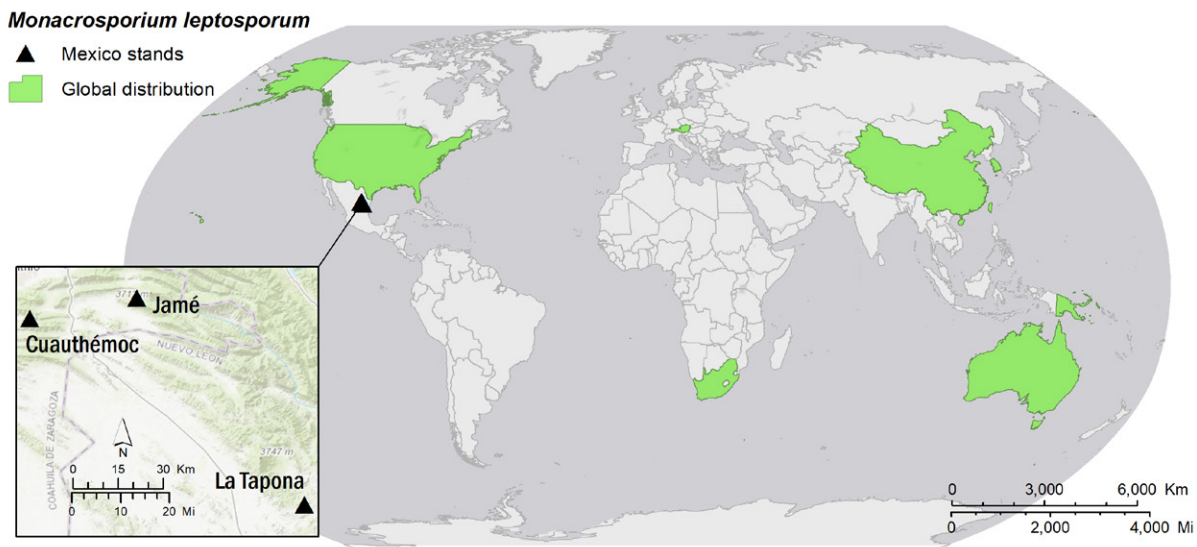 Monacrosporium leptosporum
Mexico stands
Global distribution
Jamé
Cuauthémoc
NUEVO LEON
COAHUILA DE ZARAGOZA
N
0 15 30 Km
0 10 20 Mi
3747 m
La Tapona
0 3,000 6,000 Km
0 2,000 4,000 Mi